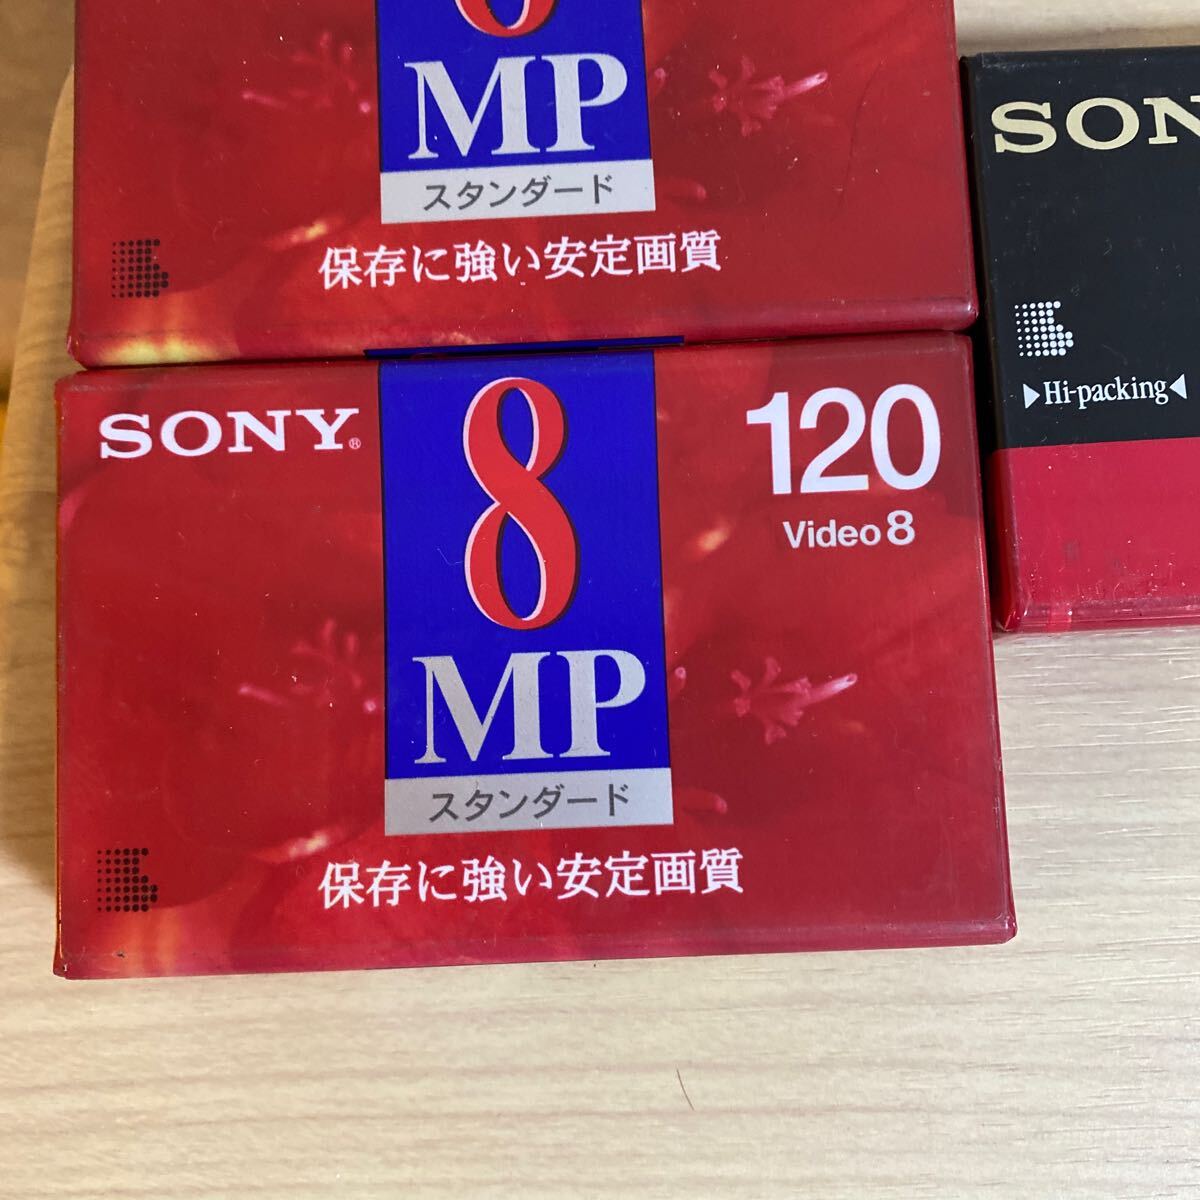 8
MP
スタンダード
保存に強い安定画質
SON
▶Hi-packing◀
SONY®
8
MP
スタンダード
120
Video 8
保存に強い安定画質